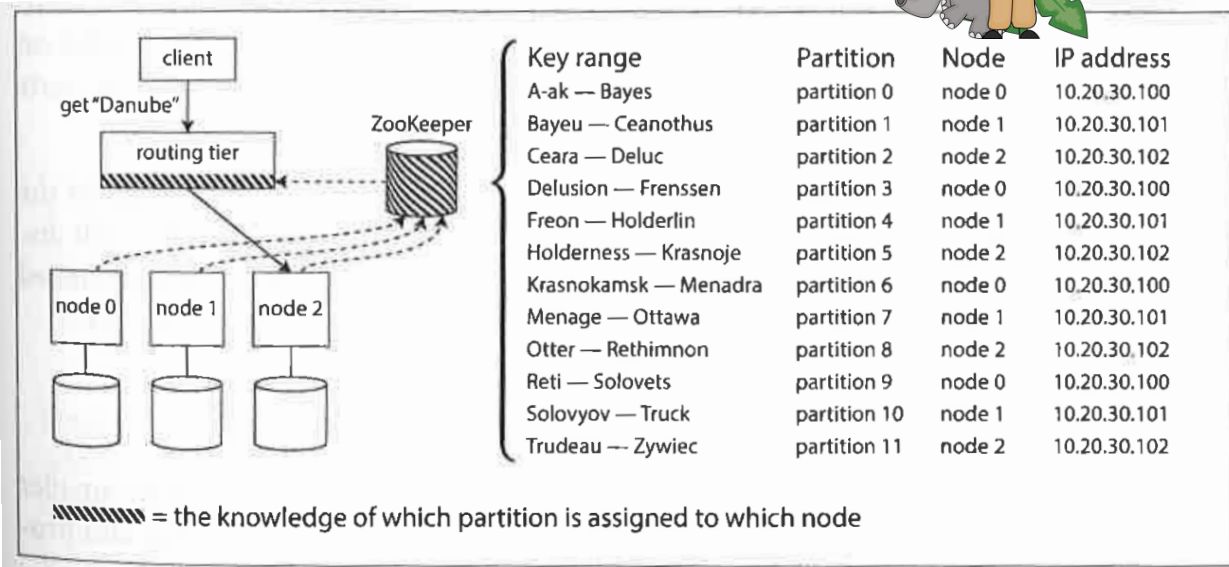 client
get "Danube"
routing tier
ZooKeeper
node 0 node 1 node 2
Key range Partition Node IP address
A-ak — Bayes partition 0 node 0 10.20.30.100
Bayeu — Ceanothus partition 1 node 1 10.20.30.101
Ceara — Deluc partition 2 node 2 10.20.30.102
Delusion — Frenssen partition 3 node 0 10.20.30.100
Freon — Holderlin partition 4 node 1 10.20.30.101
Holderness — Krasnoje partition 5 node 2 10.20.30.102
Krasnokamsk — Menadra partition 6 node 0 10.20.30.100
Menage — Ottawa partition 7 node 1 10.20.30.101
Otter — Rethimnon partition 8 node 2 10.20.30.102
Reti — Solovets partition 9 node 0 10.20.30.100
Solovyov — Truck partition 10 node 1 10.20.30.101
Trudeau — Zywiec partition 11 node 2 10.20.30.102
= the knowledge of which partition is assigned to which node